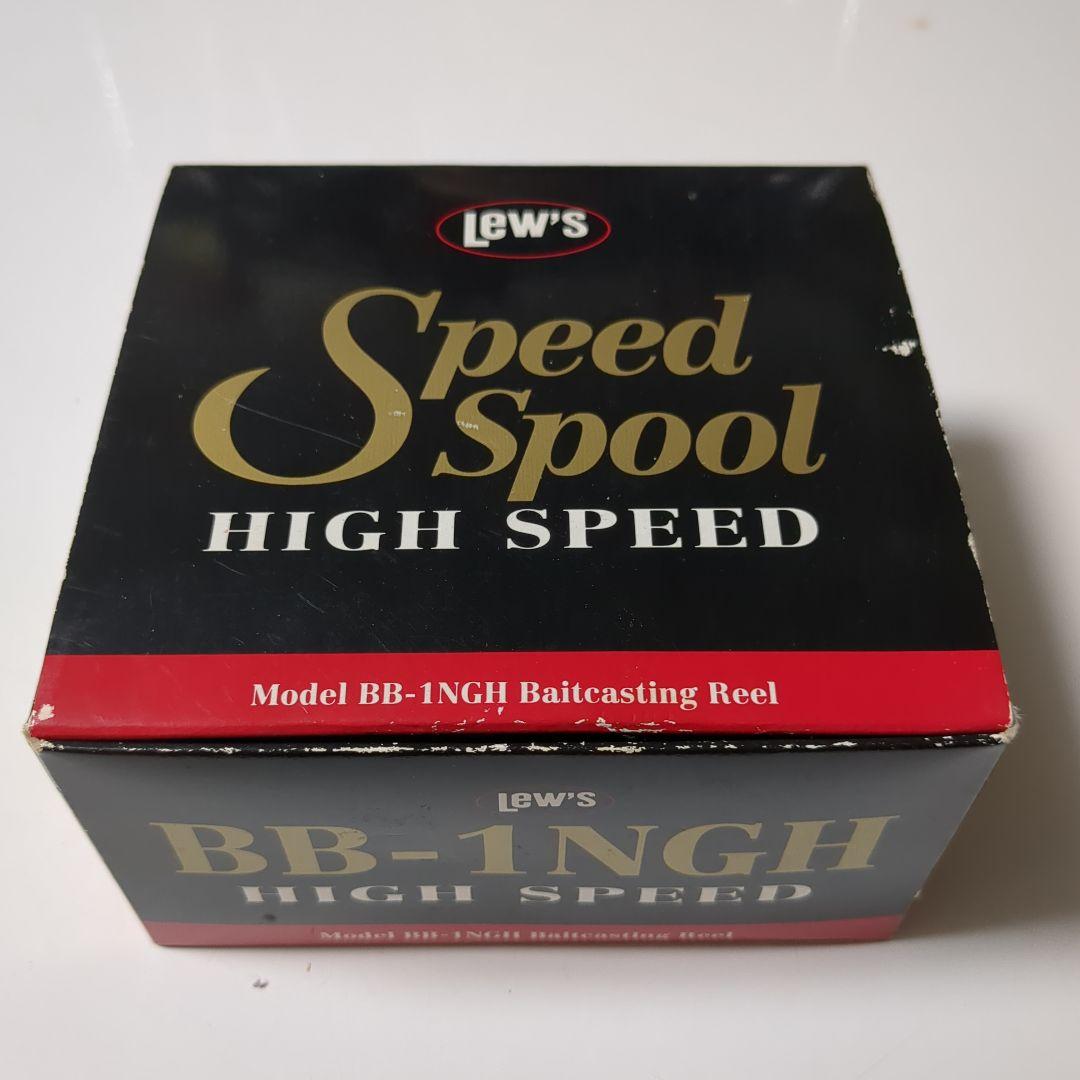 Lew's
Speed
Spool
HIGH SPEED
Model BB-1NGH Baitcasting Reel
Lew's
BB-1NGH
HIGH SPEED
Model BB-1NGH Baitcasting Reel